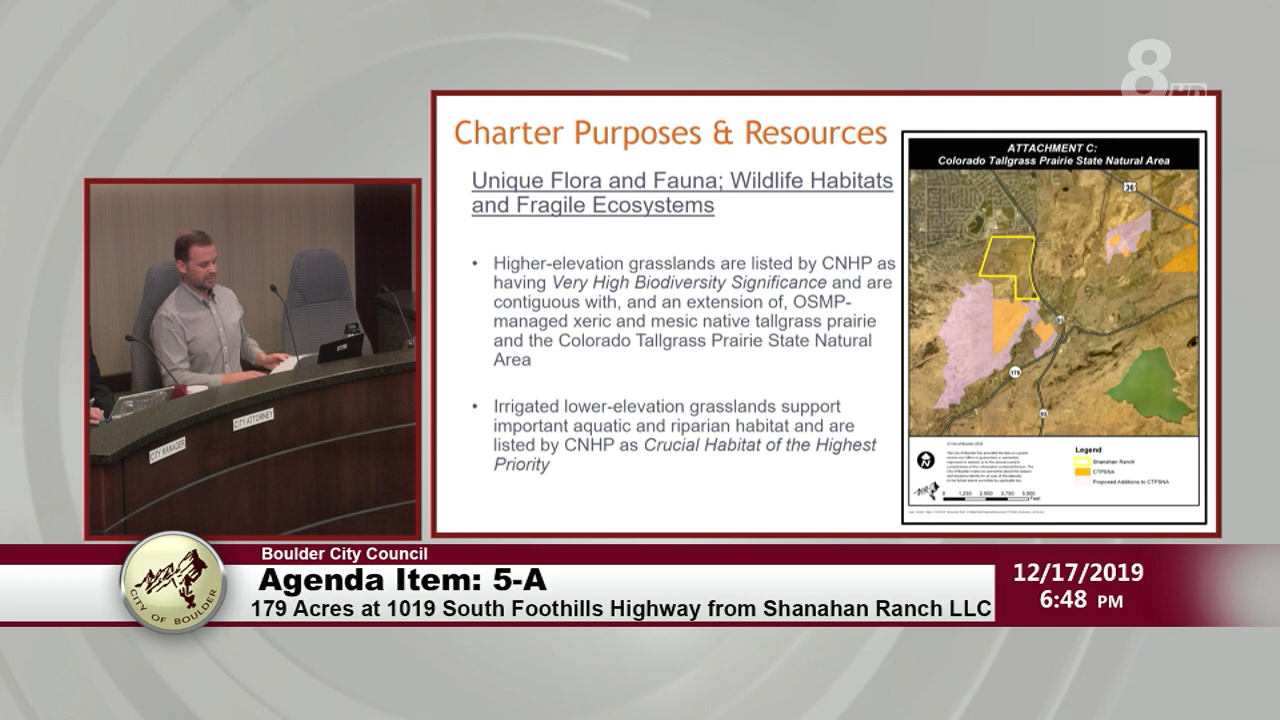 8
HD
Charter Purposes & Resources
Unique Flora and Fauna; Wildlife Habitats
and Fragile Ecosystems
• Higher-elevation grasslands are listed by CNHP as
having Very High Biodiversity Significance and are
contiguous with, and an extension of, OSMP-
managed xeric and mesic native tallgrass prairie
and the Colorado Tallgrass Prairie State Natural
Area
• Irrigated lower-elevation grasslands support
important aquatic and riparian habitat and are
listed by CNHP as Crucial Habitat of the Highest
Priority
ATTACHMENT C:
Colorado Tallgrass Prairie State Natural Area
36
93
Legend
Shanahan Ranch
CTPSNA
Proposed Additions to CTPSNA
N
Feet
CITY MANAGER
CITY ATTORNEY
CITY OF BOULDER
Boulder City Council
Agenda Item: 5-A
179 Acres at 1019 South Foothills Highway from Shanahan Ranch LLC
12/17/2019
6:48 PM